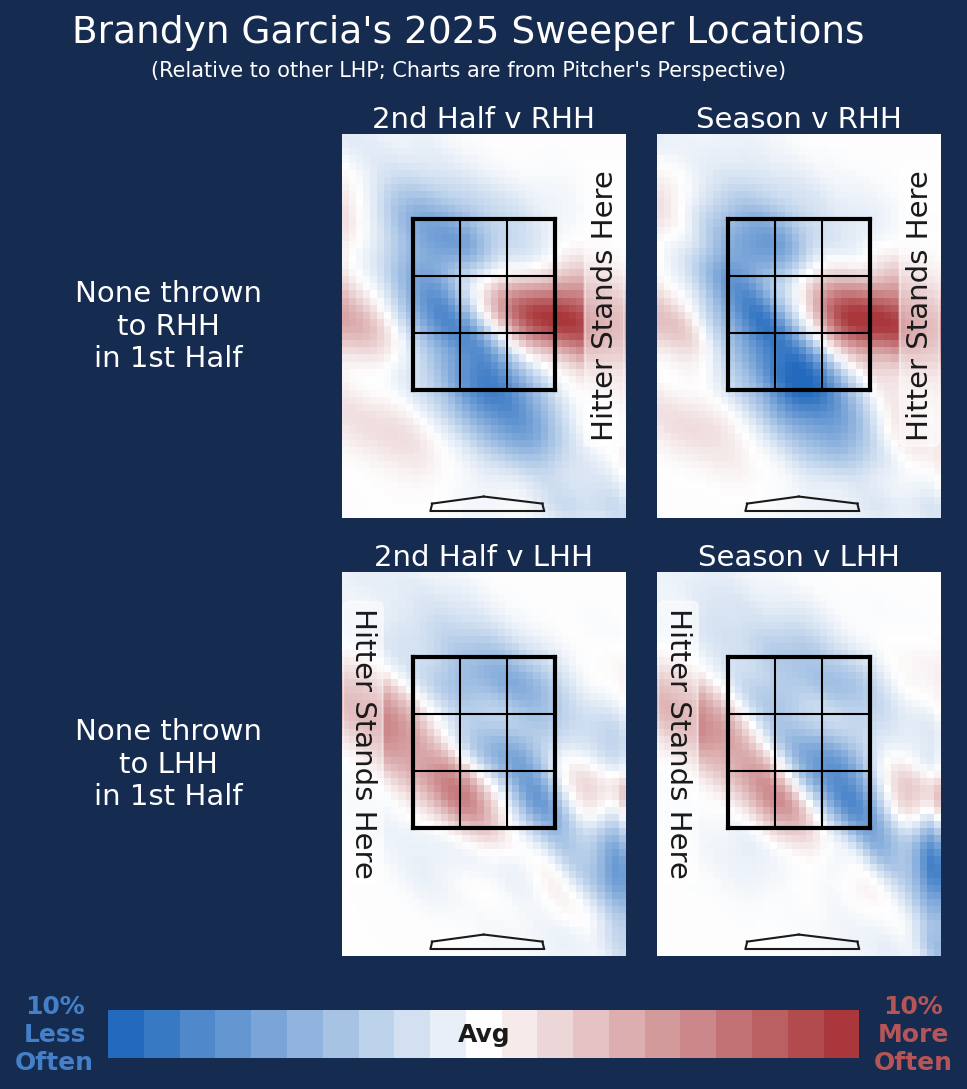 Brandyn Garcia's 2025 Sweeper Locations
(Relative to other LHP; Charts are from Pitcher's Perspective)
2nd Half v RHH
Season v RHH
None thrown
to RHH
in 1st Half
Hitter Stands Here
Hitter Stands Here
2nd Half v LHH
Season v LHH
None thrown
to LHH
in 1st Half
Hitter Stands Here
Hitter Stands Here
10%
Less
Often
Avg
10%
More
Often